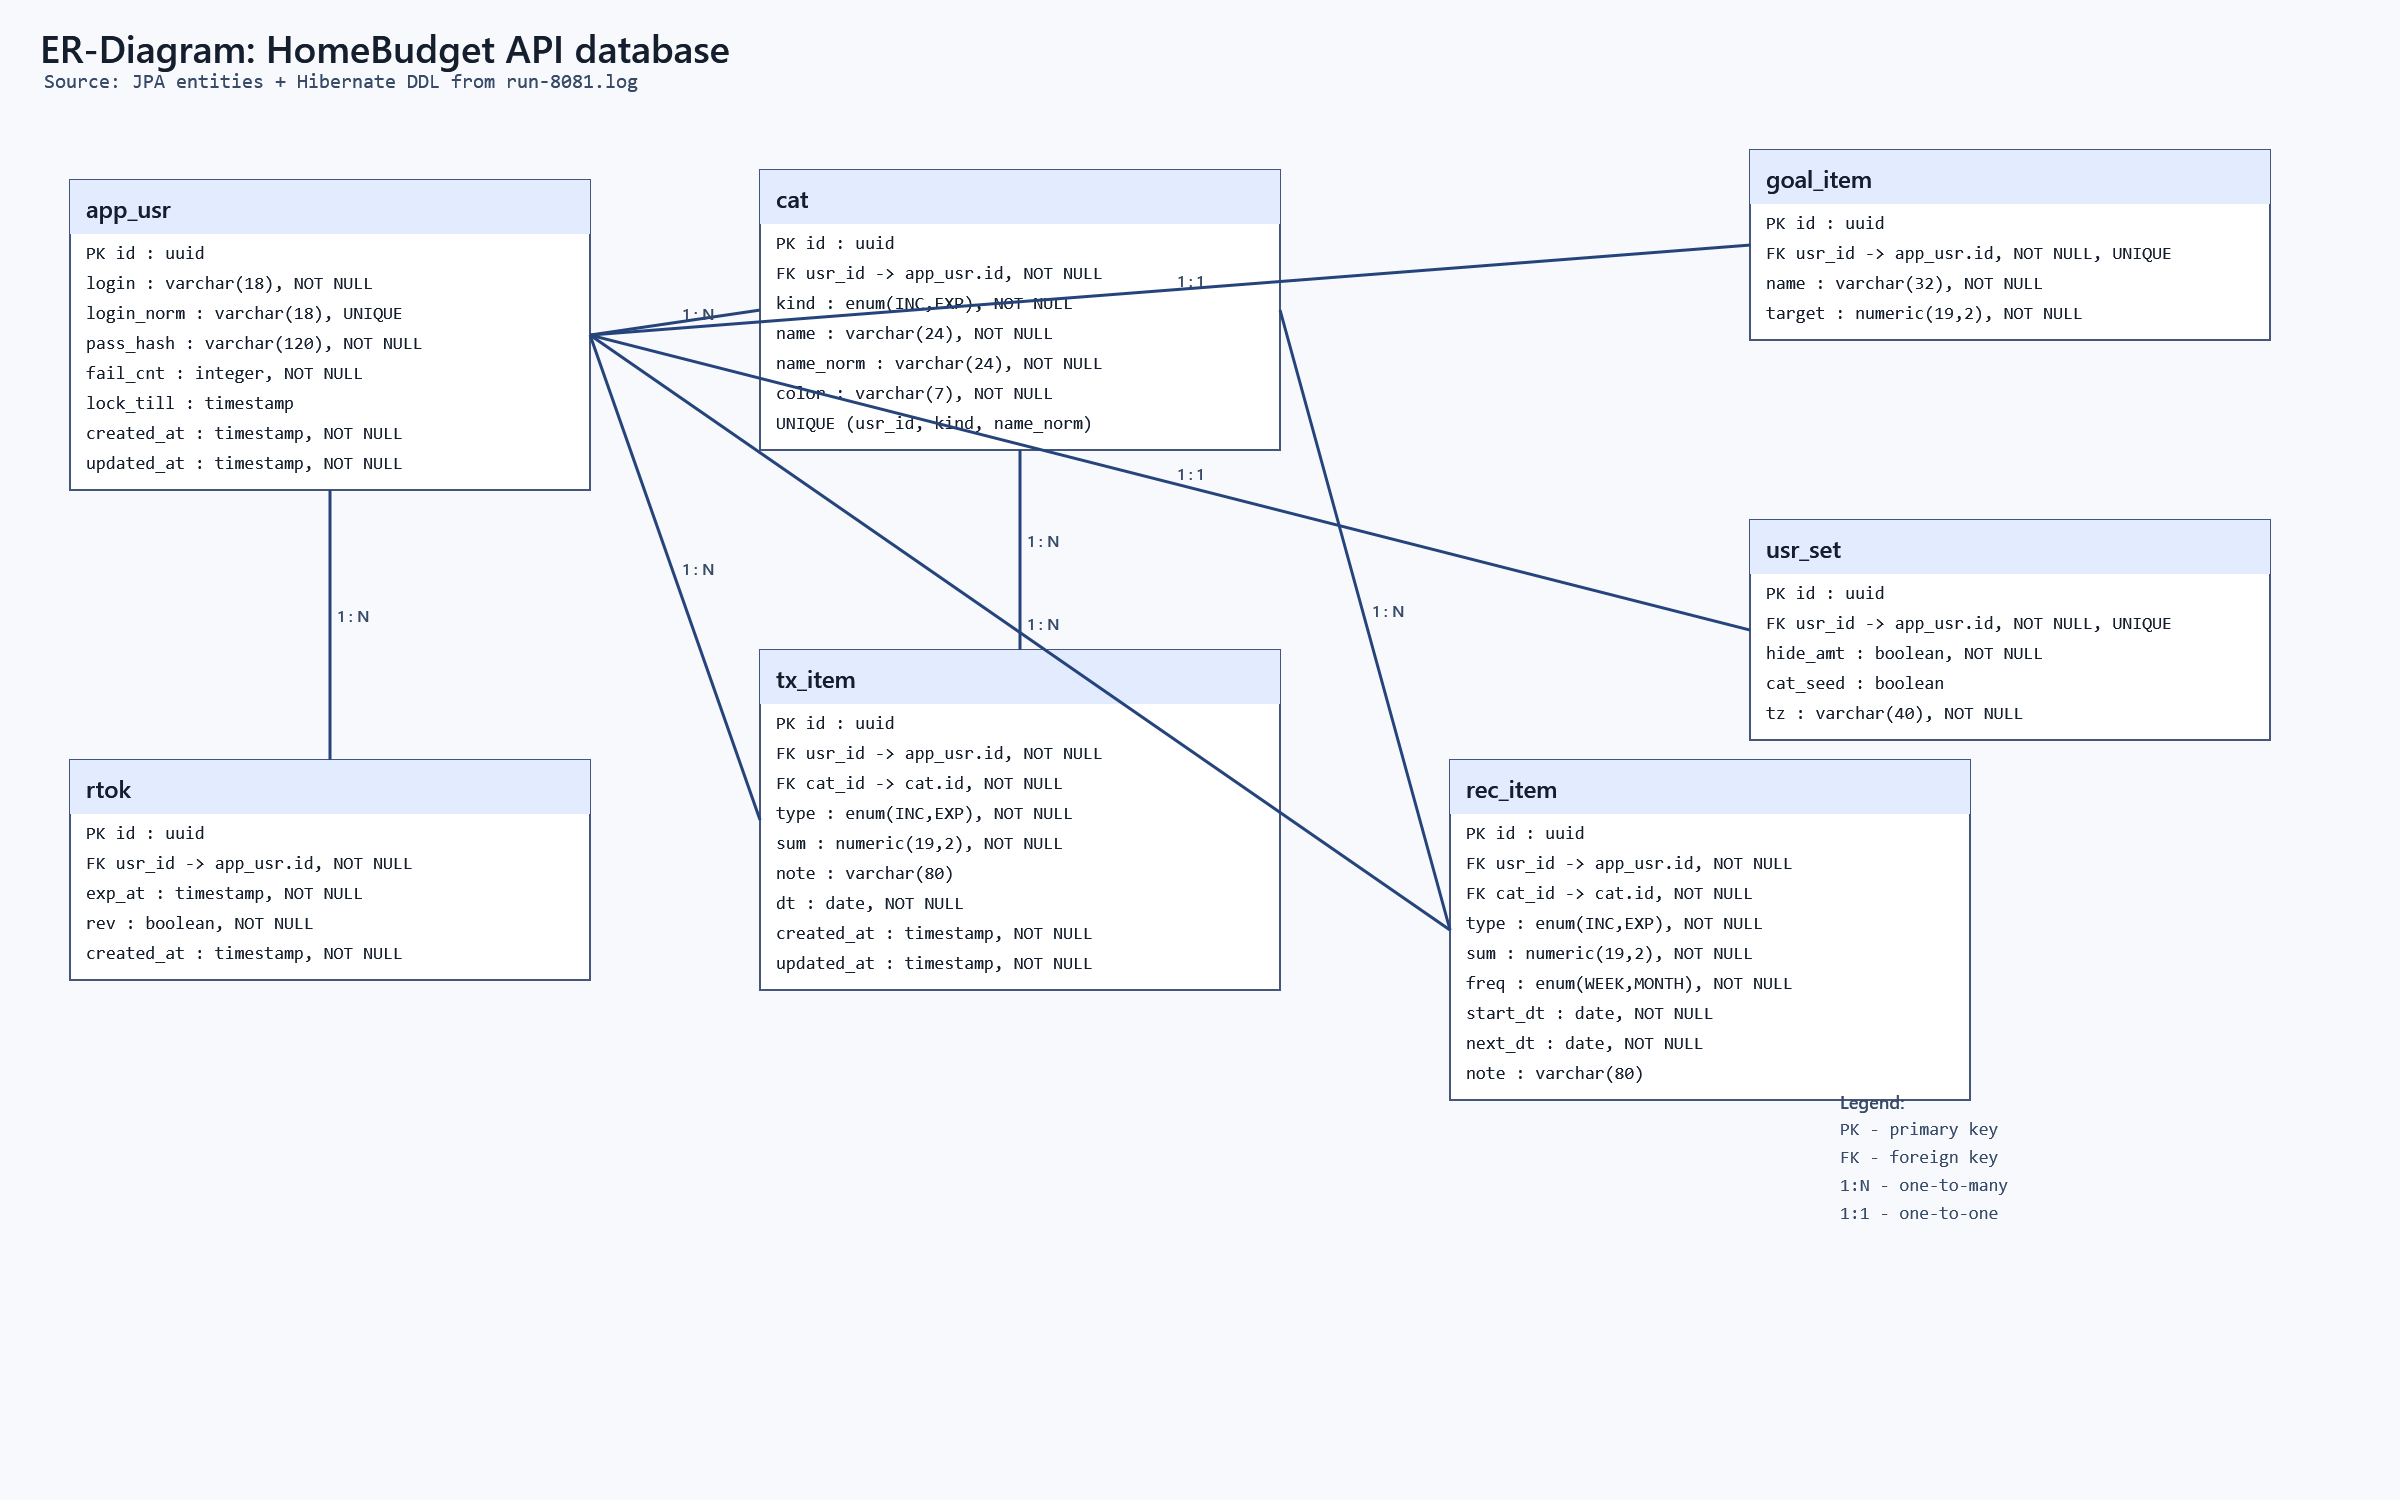 ER-Diagram: HomeBudget API database
Source: JPA entities + Hibernate DDL from run-8081.log
app_usr
PK id : uuid
login : varchar(18), NOT NULL
login_norm : varchar(18), UNIQUE
pass_hash : varchar(120), NOT NULL
fail_cnt : integer, NOT NULL
lock_till : timestamp
created_at : timestamp, NOT NULL
updated_at : timestamp, NOT NULL
cat
PK id : uuid
FK usr_id -> app_usr.id, NOT NULL
kind : enum(INC,EXP), NOT NULL
name : varchar(24), NOT NULL
name_norm : varchar(24), NOT NULL
color : varchar(7), NOT NULL
UNIQUE (usr_id, kind, name_norm)
goal_item
PK id : uuid
FK usr_id -> app_usr.id, NOT NULL, UNIQUE
name : varchar(32), NOT NULL
target : numeric(19,2), NOT NULL
1:N
1:1
1:1
1:N
1:N
1:N
1:N
1:N
usr_set
PK id : uuid
FK usr_id -> app_usr.id, NOT NULL, UNIQUE
hide_amt : boolean, NOT NULL
cat_seed : boolean
tz : varchar(40), NOT NULL
rtok
PK id : uuid
FK usr_id -> app_usr.id, NOT NULL
exp_at : timestamp, NOT NULL
rev : boolean, NOT NULL
created_at : timestamp, NOT NULL
tx_item
PK id : uuid
FK usr_id -> app_usr.id, NOT NULL
FK cat_id -> cat.id, NOT NULL
type : enum(INC,EXP), NOT NULL
sum : numeric(19,2), NOT NULL
note : varchar(80)
dt : date, NOT NULL
created_at : timestamp, NOT NULL
updated_at : timestamp, NOT NULL
rec_item
PK id : uuid
FK usr_id -> app_usr.id, NOT NULL
FK cat_id -> cat.id, NOT NULL
type : enum(INC,EXP), NOT NULL
sum : numeric(19,2), NOT NULL
freq : enum(WEEK,MONTH), NOT NULL
start_dt : date, NOT NULL
next_dt : date, NOT NULL
note : varchar(80)
Legend:
PK - primary key
FK - foreign key
1:N - one-to-many
1:1 - one-to-one